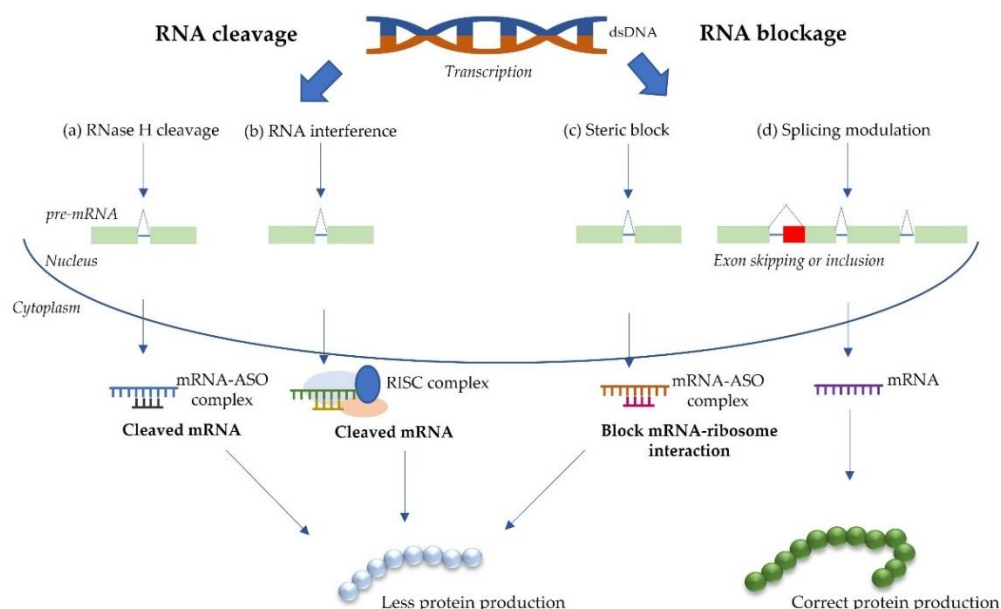 RNA cleavage
dsDNA
RNA blockage
Transcription
(a) RNase H cleavage
(b) RNA interference
(c) Steric block
(d) Splicing modulation
pre-mRNA
Nucleus
Exon skipping or inclusion
Cytoplasm
mRNA-ASO
complex
Cleaved mRNA
RISC complex
Cleaved mRNA
mRNA-ASO
complex
Block mRNA-ribosome
interaction
mRNA
Less protein production
Correct protein production